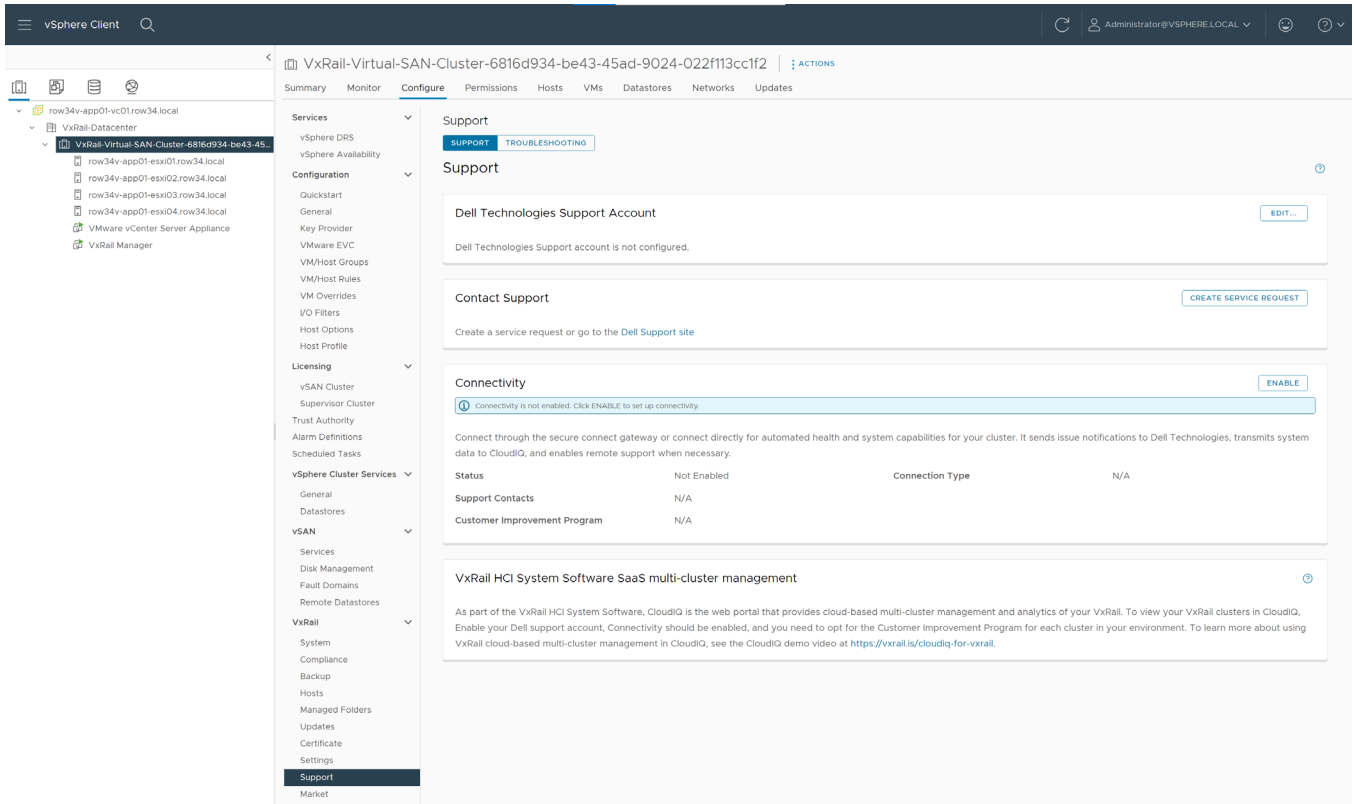 vSphere Client
Administrator@VSPHERE.LOCAL
row34v-app01-vc01.row34.local
VxRail-Datacenter
VxRail-Virtual-SAN-Cluster-6816d934-be43-45...
row34v-app01-esxi01.row34.local
row34v-app01-esxi02.row34.local
row34v-app01-esxi03.row34.local
row34v-app01-esxi04.row34.local
VMware vCenter Server Appliance
VxRail Manager
VxRail-Virtual-SAN-Cluster-6816d934-be43-45ad-9024-022f113cc1f2
ACTIONS
Summary Monitor Configure Permissions Hosts VMs Datastores Networks Updates
Services
vSphere DRS
vSphere Availability
Configuration
Quickstart
General
Key Provider
VMware EVC
VM/Host Groups
VM/Host Rules
VM Overrides
I/O Filters
Host Options
Host Profile
Licensing
vSAN Cluster
Supervisor Cluster
Trust Authority
Alarm Definitions
Scheduled Tasks
vSphere Cluster Services
General
Datastores
vSAN
Services
Disk Management
Fault Domains
Remote Datastores
VxRail
System
Compliance
Backup
Hosts
Managed Folders
Updates
Certificate
Settings
Support
Market
Support
SUPPORT TROUBLESHOOTING
Support
Dell Technologies Support Account
EDIT...
Dell Technologies Support account is not configured.
Contact Support
CREATE SERVICE REQUEST
Create a service request or go to the Dell Support site
Connectivity
ENABLE
Connectivity is not enabled. Click ENABLE to set up connectivity.
Connect through the secure connect gateway or connect directly for automated health and system capabilities for your cluster. It sends issue notifications to Dell Technologies, transmits system
data to CloudIQ, and enables remote support when necessary.
Status Not Enabled Connection Type N/A
Support Contacts N/A
Customer Improvement Program N/A
VxRail HCI System Software SaaS multi-cluster management
As part of the VxRail HCI System Software, CloudIQ is the web portal that provides cloud-based multi-cluster management and analytics of your VxRail. To view your VxRail clusters in CloudIQ,
Enable your Dell support account, Connectivity should be enabled, and you need to opt for the Customer Improvement Program for each cluster in your environment. To learn more about using
VxRail cloud-based multi-cluster management in CloudIQ, see the CloudIQ demo video at https://vxrail.is/cloudiq-for-vxrail.